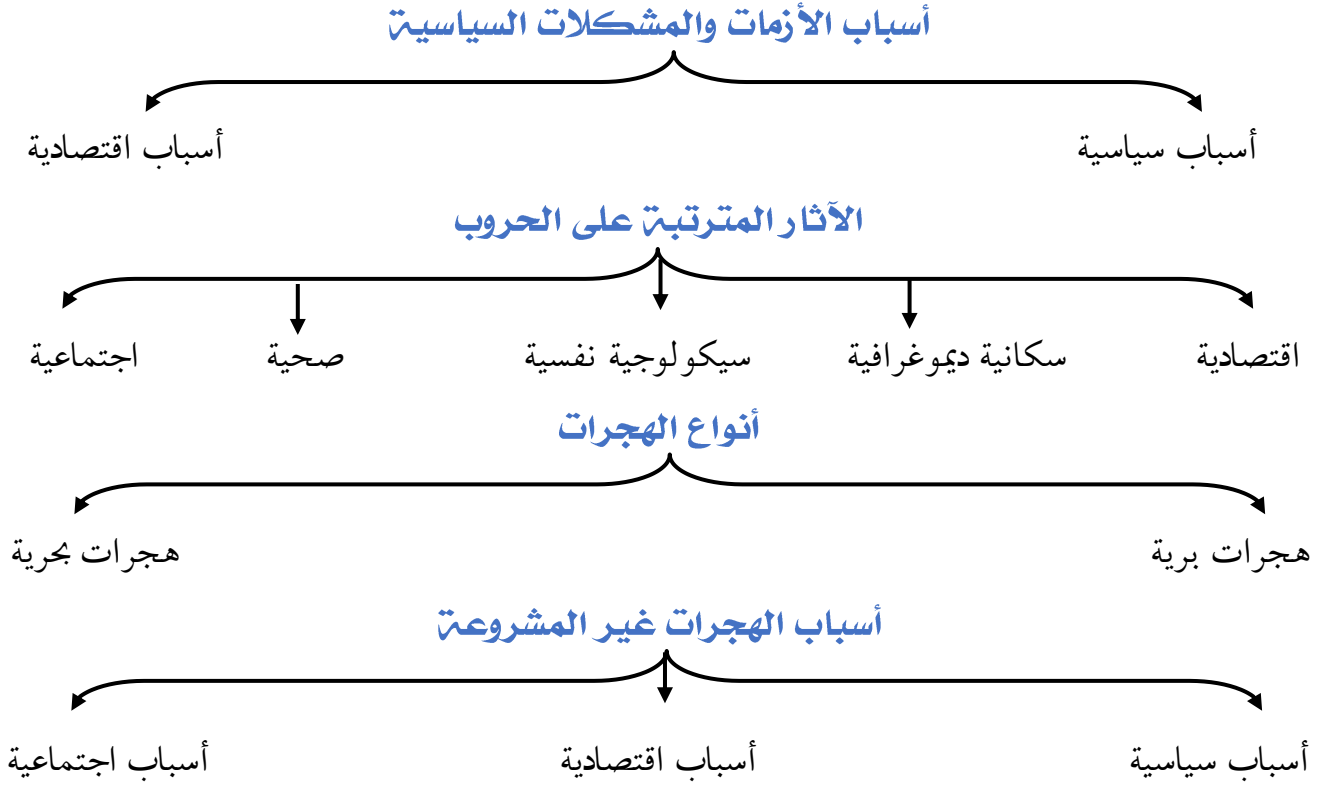 أسباب الأزمات والمشكلات السياسية
أسباب سياسية
أسباب اقتصادية
الآثار المترتبة على الحروب
اقتصادية
سكانية ديموغرافية
سيكولوجية نفسية
صحية
اجتماعية
أنواع الهجرات
هجرات برية
هجرات بحرية
أسباب الهجرات غير المشروعة
أسباب سياسية
أسباب اقتصادية
أسباب اجتماعية